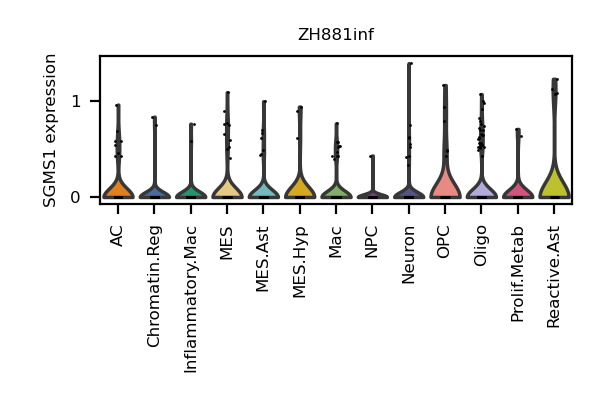 ZH881inf
SGMS1 expression
1
0
AC
Chromatin.Reg
Inflammatory.Mac
MES
MES.Ast
MES.Hyp
Mac
NPC
Neuron
OPC
Oligo
Prolif.Metab
Reactive.Ast